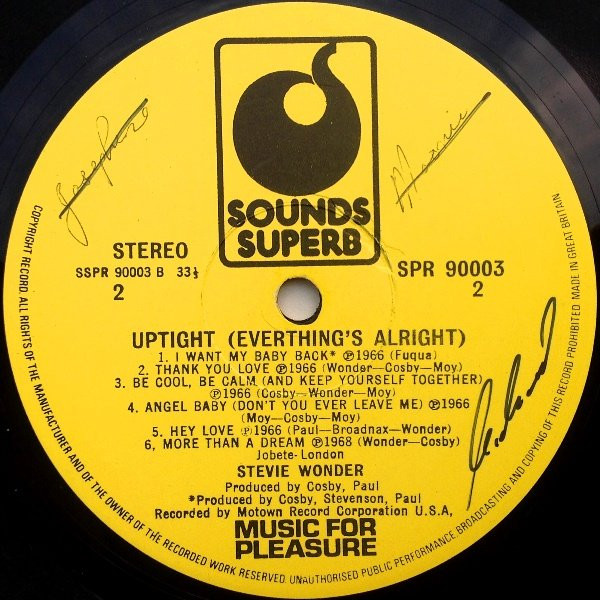 SOUNDS
SUPERB
Josephine
STEREO
SSPR 90003 B 33⅓
2
SPR 90003
2
UPTIGHT (EVERTHING'S ALRIGHT)
1. I WANT MY BABY BACK* ℗1966 (Fuqua)
2. THANK YOU LOVE ℗1966 (Wonder—Cosby—Moy)
3. BE COOL, BE CALM (AND KEEP YOURSELF TOGETHER)
℗1966 (Cosby—Wonder—Moy)
4. ANGEL BABY (DON'T YOU EVER LEAVE ME) ℗1966
(Moy—Cosby—Moy)
5. HEY LOVE ℗1966 (Paul—Broadnax—Wonder)
6, MORE THAN A DREAM ℗1968 (Wonder—Cosby)
Jobete-London
STEVIE WONDER
Produced by Cosby, Paul
*Produced by Cosby, Stevenson, Paul
Recorded by Motown Record Corporation U.S,A,
MUSIC FOR
PLEASURE
COPYRIGHT RECORD. ALL RIGHTS OF THE MANUFACTURER AND OF THE OWNER OF THE RECORDED WORK RESERVED. UNAUTHORISED PUBLIC PERFORMANCE BROADCASTING AND COPYING OF THIS RECORD PROHIBITED MADE IN GREAT BRITAIN